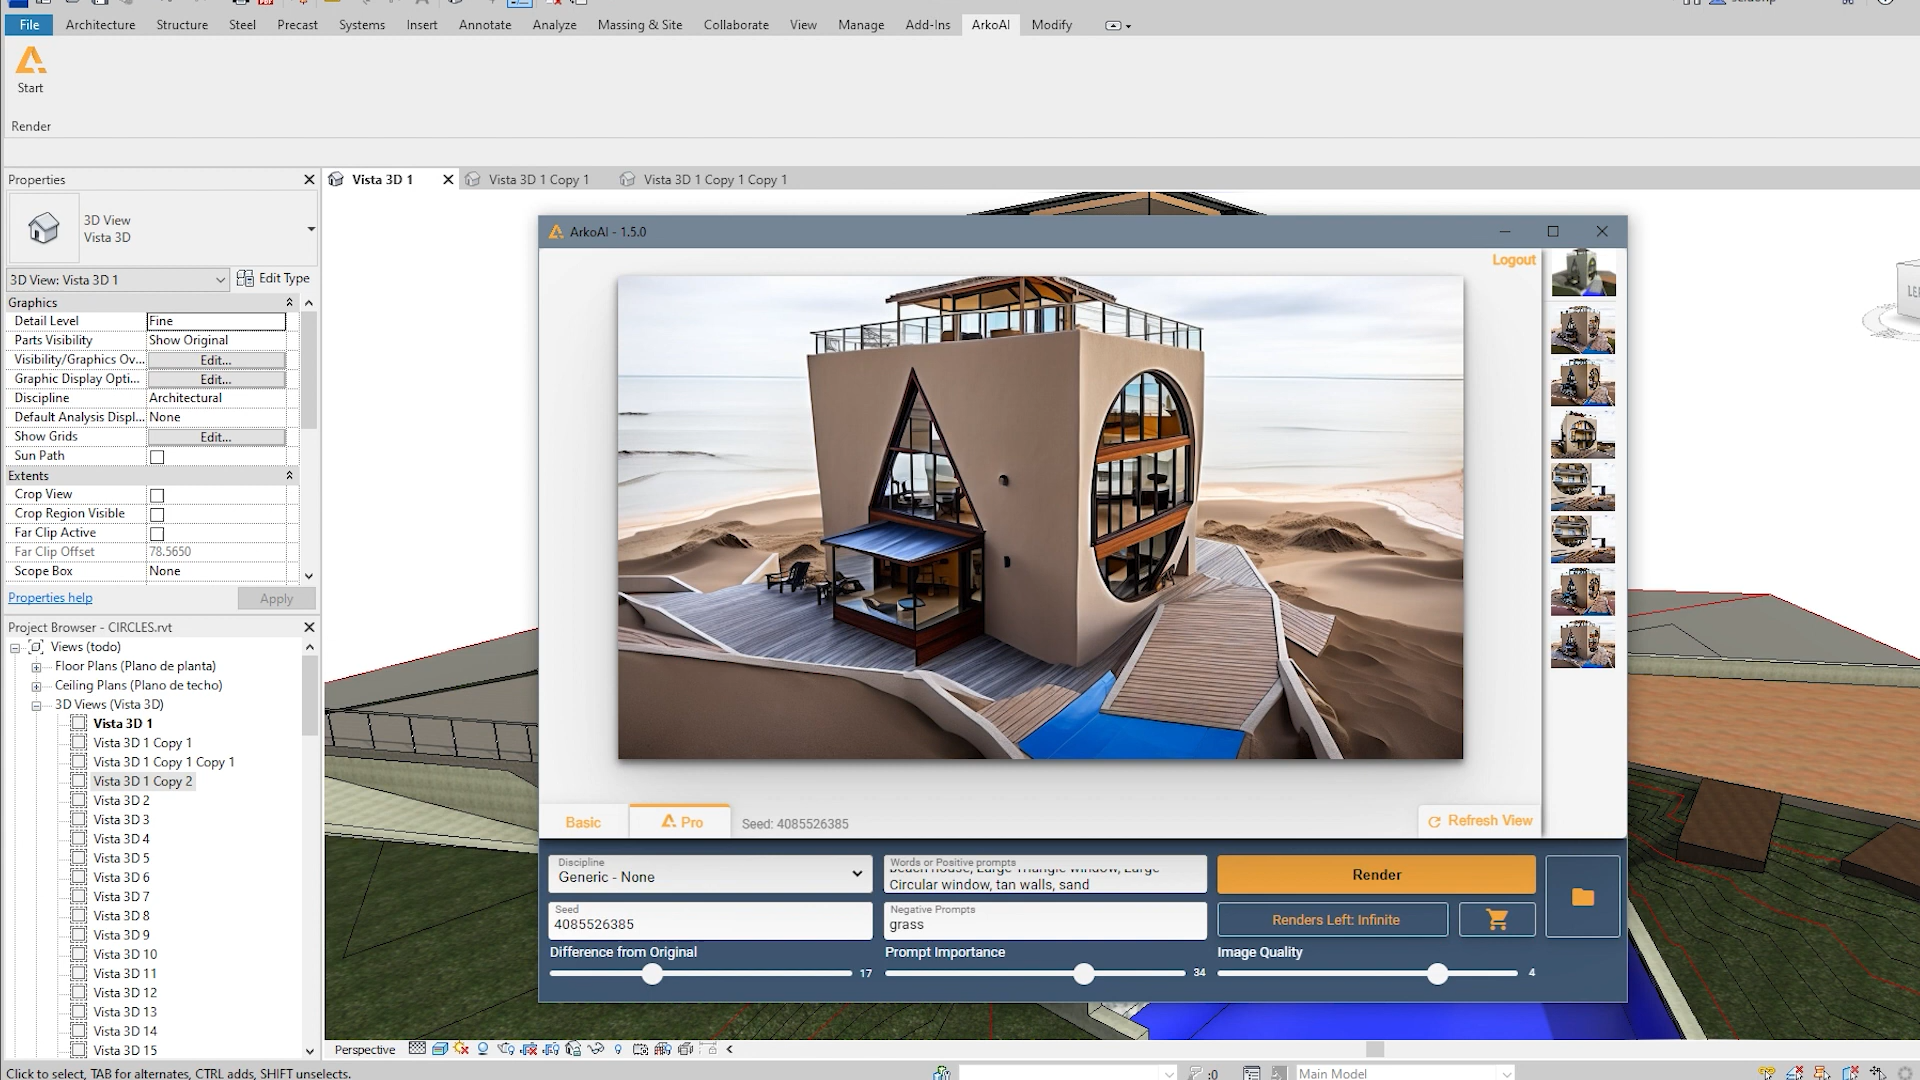 File Architecture Structure Steel Precast Systems Insert Annotate Analyze Massing & Site Collaborate View Manage Add-Ins ArkoAI Modify
Start
Render
Properties
Vista 3D 1
Vista 3D 1 Copy 1
Vista 3D 1 Copy 1 Copy 1
3D View
Vista 3D
3D View: Vista 3D 1
Edit Type
Graphics
Detail Level Fine
Parts Visibility Show Original
Visibility/Graphics Ov... Edit...
Graphic Display Opti... Edit...
Discipline Architectural
Default Analysis Displ... None
Show Grids Edit...
Sun Path
Extents
Crop View
Crop Region Visible
Far Clip Active
Far Clip Offset 78.5650
Scope Box None
Properties help Apply
Project Browser - CIRCLES.rvt
Views (todo)
Floor Plans (Plano de planta)
Ceiling Plans (Plano de techo)
3D Views (Vista 3D)
Vista 3D 1
Vista 3D 1 Copy 1
Vista 3D 1 Copy 1 Copy 1
Vista 3D 1 Copy 2
Vista 3D 2
Vista 3D 3
Vista 3D 4
Vista 3D 5
Vista 3D 6
Vista 3D 7
Vista 3D 8
Vista 3D 9
Vista 3D 10
Vista 3D 11
Vista 3D 12
Vista 3D 13
Vista 3D 14
Vista 3D 15
ArkoAI - 1.5.0
Logout
Basic
Pro
Seed: 4085526385
Refresh View
Discipline
Generic - None
Words or Positive prompts
beach house, Large Triangle window, Large
Circular window, tan walls, sand
Render
Seed
4085526385
Negative Prompts
grass
Renders Left: Infinite
Difference from Original
17
Prompt Importance
34
Image Quality
4
Perspective
Click to select, TAB for alternates, CTRL adds, SHIFT unselects.
:0
Main Model